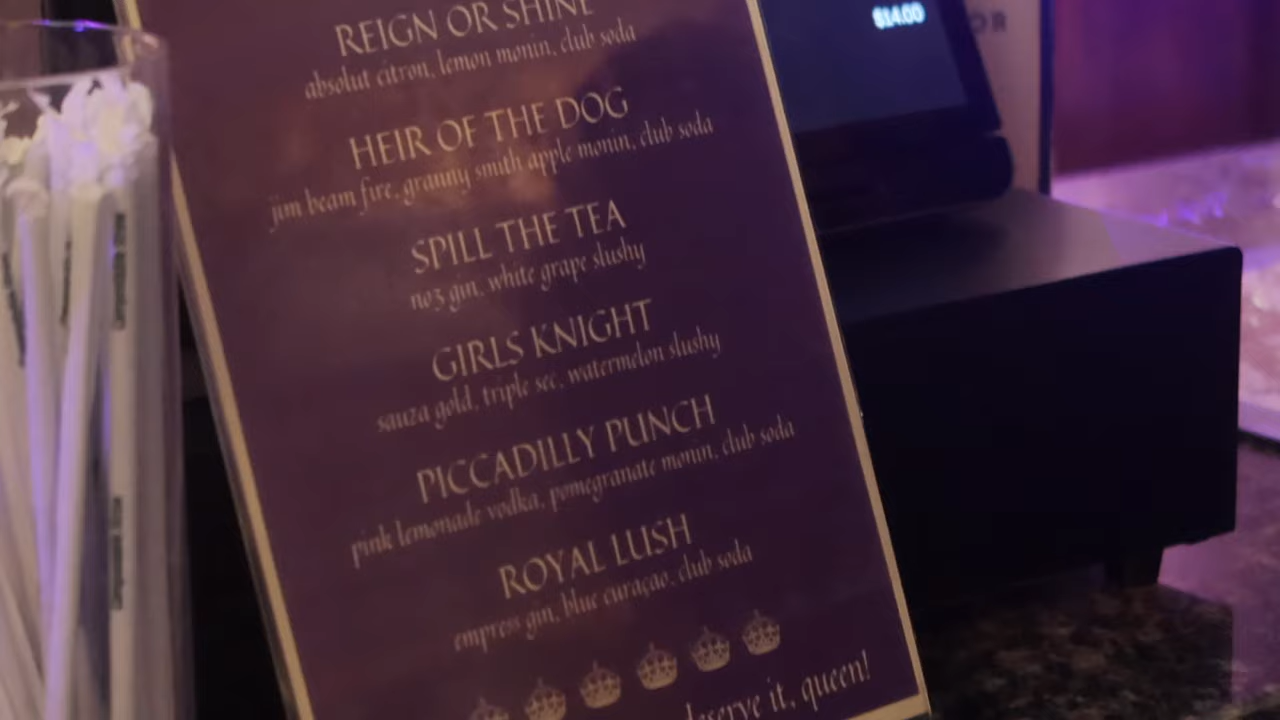 REIGN OR SHINE
absolut citron, lemon monin, club soda
HEIR OF THE DOG
jim beam fire, granny smith apple monin, club soda
SPILL THE TEA
no3 gin, white grape slushy
GIRLS KNIGHT
sauza gold, triple sec, watermelon slushy
PICCADILLY PUNCH
pink lemonade vodka, pomegranate monin, club soda
ROYAL LUSH
empress gin, blue curaçao, club soda
deserve it, queen!
$14.00
OR